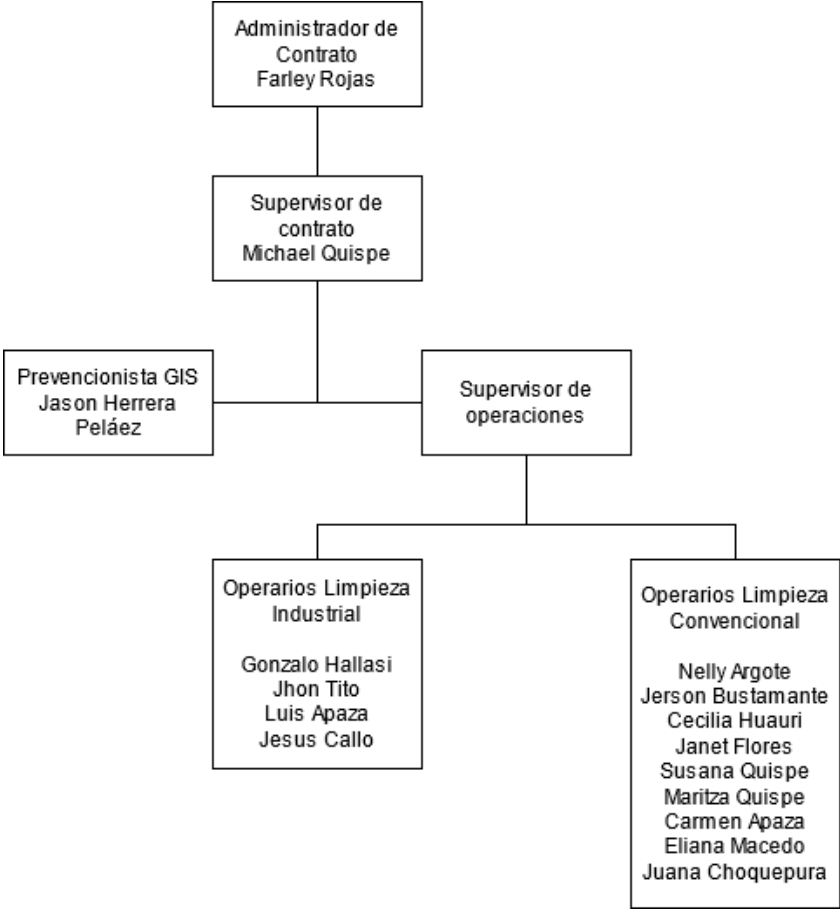 Administrador de
Contrato
Farley Rojas
Supervisor de
contrato
Michael Quispe
Prevencionista GIS
Jason Herrera
Peláez
Supervisor de
operaciones
Operarios Limpieza
Industrial
Gonzalo Hallasi
Jhon Tito
Luis Apaza
Jesus Callo
Operarios Limpieza
Convencional
Nelly Argote
Jerson Bustamante
Cecilia Huauri
Janet Flores
Susana Quispe
Maritza Quispe
Carmen Apaza
Eliana Macedo
Juana Choquepura